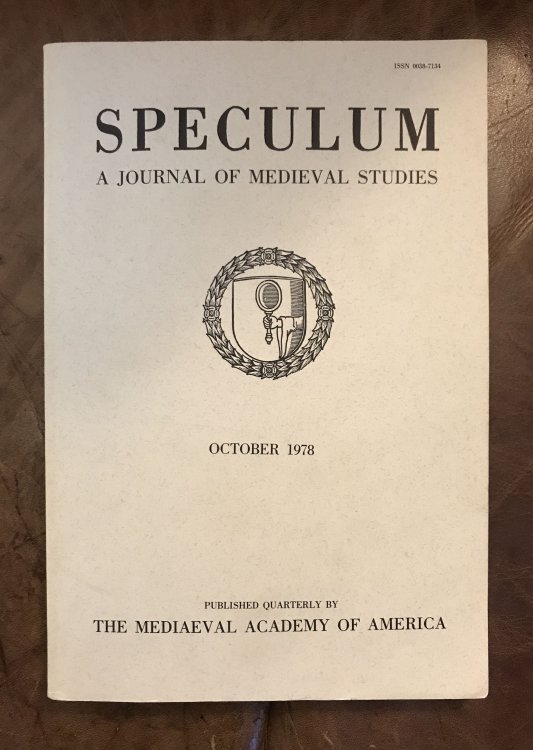 ISSN 0038-7134
SPECULUM
A JOURNAL OF MEDIEVAL STUDIES
OCTOBER 1978
PUBLISHED QUARTERLY BY
THE MEDIAEVAL ACADEMY OF AMERICA